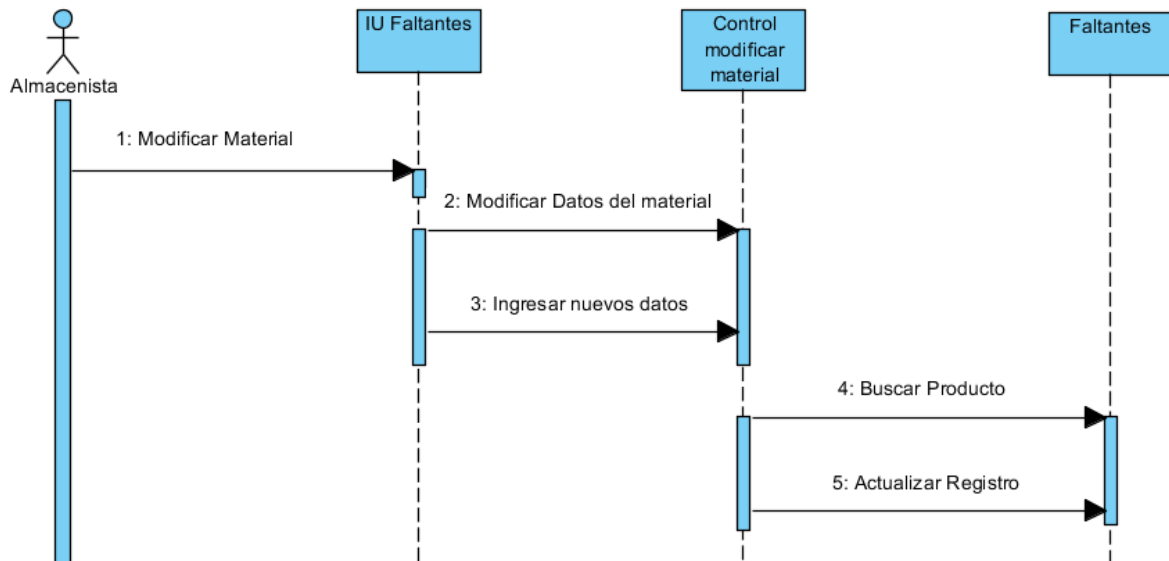 IU Faltantes
Control
modificar
material
Faltantes
Almacenista
1: Modificar Material
2: Modificar Datos del material
3: Ingresar nuevos datos
4: Buscar Producto
5: Actualizar Registro